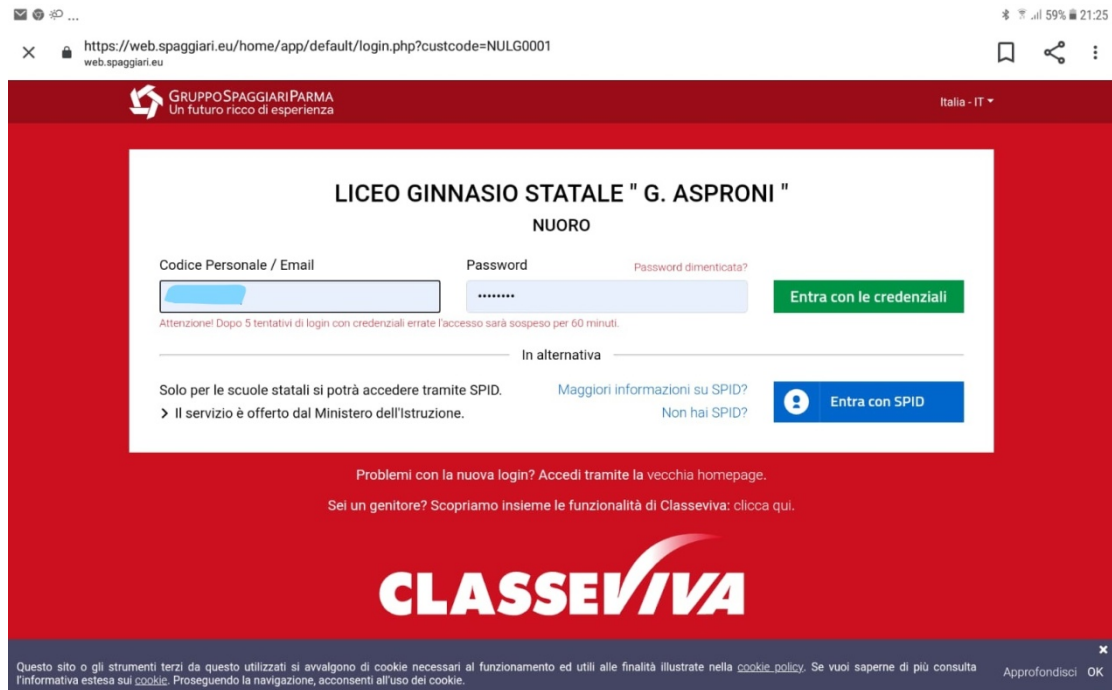 ... 59% 21:25
https://web.spaggiari.eu/home/app/default/login.php?custcode=NULG0001
web.spaggiari.eu
GRUPPOSPAGGIARIPARMA
Un futuro ricco di esperienza
Italia - IT
LICEO GINNASIO STATALE " G. ASPRONI "
NUORO
Codice Personale / Email
Password
Password dimenticata?
••••••••
Entra con le credenziali
Attenzione! Dopo 5 tentativi di login con credenziali errate l'accesso sarà sospeso per 60 minuti.
In alternativa
Solo per le scuole statali si potrà accedere tramite SPID.
Maggiori informazioni su SPID?
> Il servizio è offerto dal Ministero dell'Istruzione.
Non hai SPID?
Entra con SPID
Problemi con la nuova login? Accedi tramite la vecchia homepage.
Sei un genitore? Scopriamo insieme le funzionalità di Classeviva: clicca qui.
CLASSEVIVA
Questo sito o gli strumenti terzi da questo utilizzati si avvalgono di cookie necessari al funzionamento ed utili alle finalità illustrate nella cookie policy. Se vuoi saperne di più consulta
l'informativa estesa sui cookie. Proseguendo la navigazione, acconsenti all'uso dei cookie.
Approfondisci OK